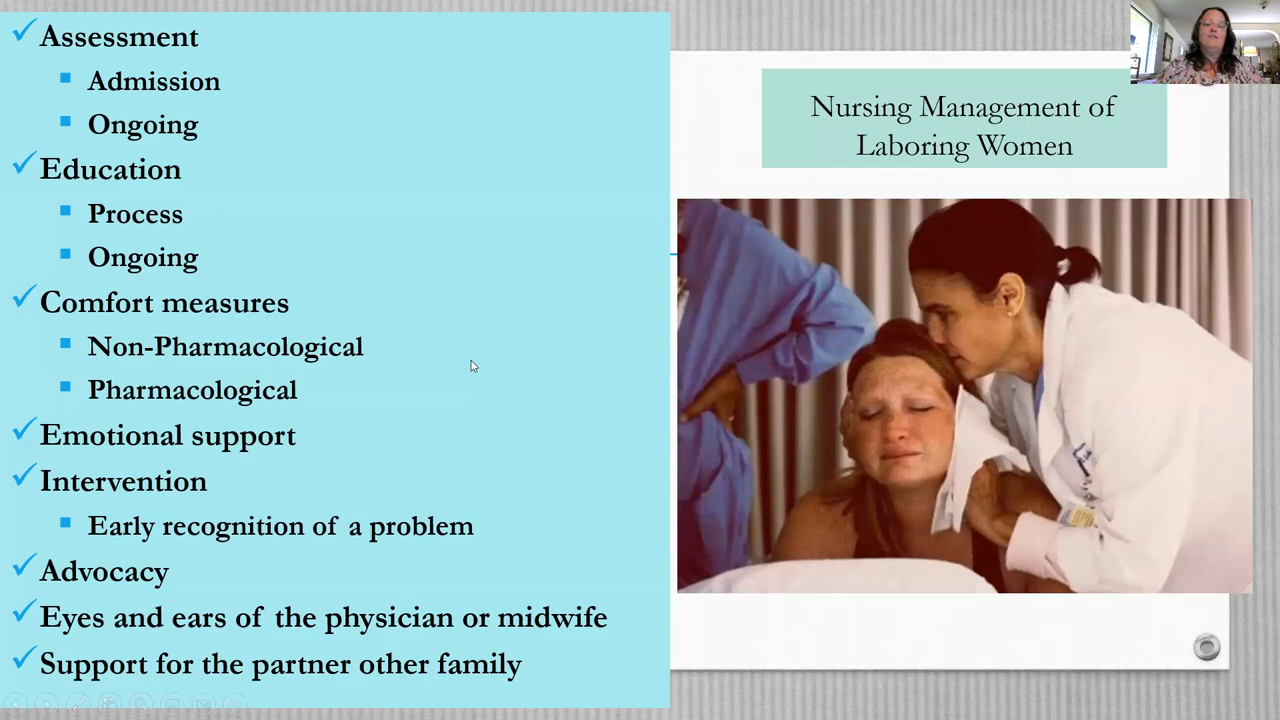 Assessment
Admission
Ongoing
Education
Process
Ongoing
Comfort measures
Non-Pharmacological
Pharmacological
Emotional support
Intervention
Early recognition of a problem
Advocacy
Eyes and ears of the physician or midwife
Support for the partner other family
Nursing Management of
Laboring Women